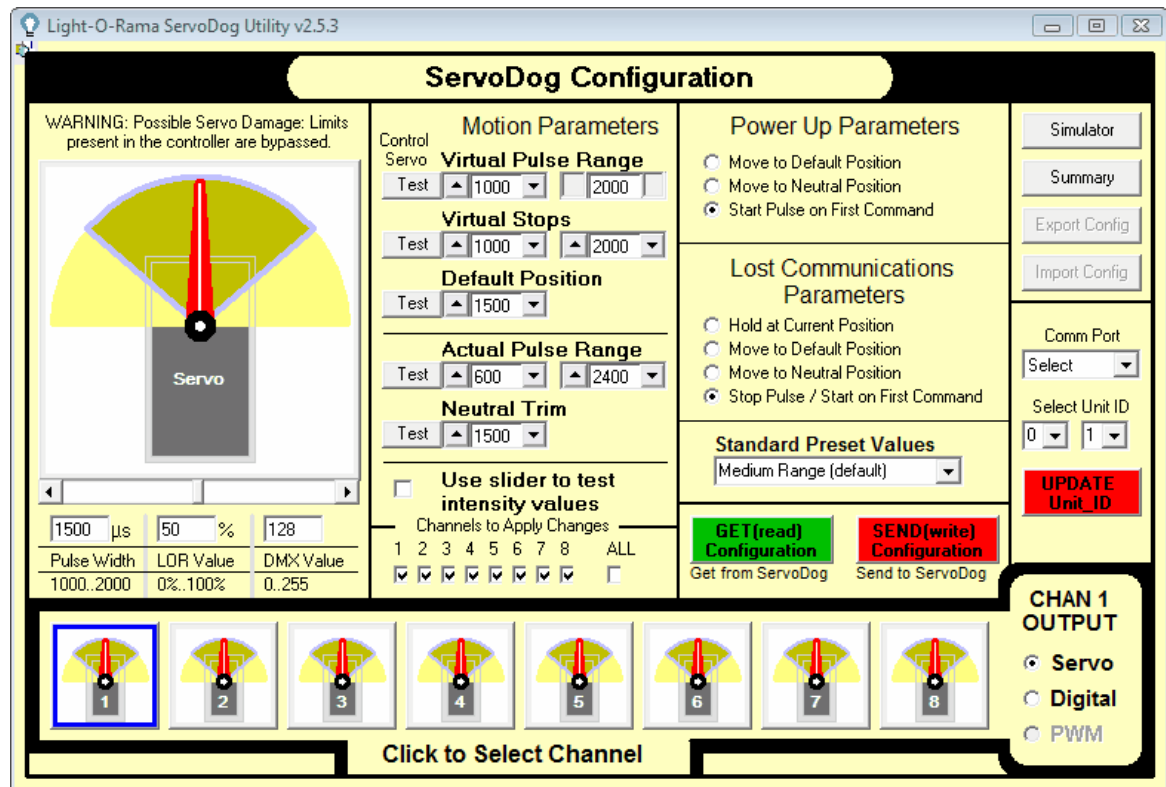 Light-O-Rama ServoDog Utility v2.5.3
ServoDog Configuration
WARNING: Possible Servo Damage: Limits
present in the controller are bypassed.
Servo
1500 µs
50 %
128
Pulse Width
LOR Value
DMX Value
1000..2000
0%..100%
0..255
Motion Parameters
Control
Servo
Virtual Pulse Range
Test
1000
2000
Virtual Stops
Test
1000
2000
Default Position
Test
1500
Actual Pulse Range
Test
600
2400
Neutral Trim
Test
1500
Use slider to test
intensity values
Channels to Apply Changes
1 2 3 4 5 6 7 8 ALL
Power Up Parameters
Move to Default Position
Move to Neutral Position
Start Pulse on First Command
Lost Communications
Parameters
Hold at Current Position
Move to Default Position
Move to Neutral Position
Stop Pulse / Start on First Command
Standard Preset Values
Medium Range (default)
GET(read)
Configuration
Get from ServoDog
SEND(write)
Configuration
Send to ServoDog
Simulator
Summary
Export Config
Import Config
Comm Port
Select
Select Unit ID
0
1
UPDATE
Unit_ID
1
2
3
4
5
6
7
8
Click to Select Channel
CHAN 1
OUTPUT
Servo
Digital
PWM